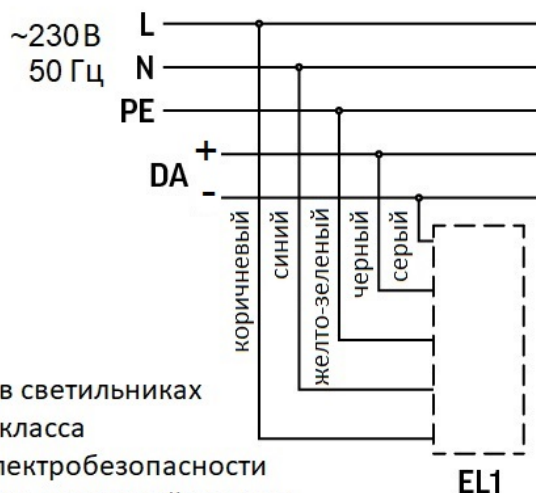 ~230 В
50 Гц
L
N
PE
DA
+
-
коричневый
синий
желто-зеленый
черный
серый
в светильниках
класса
лектробезопасности
EL1